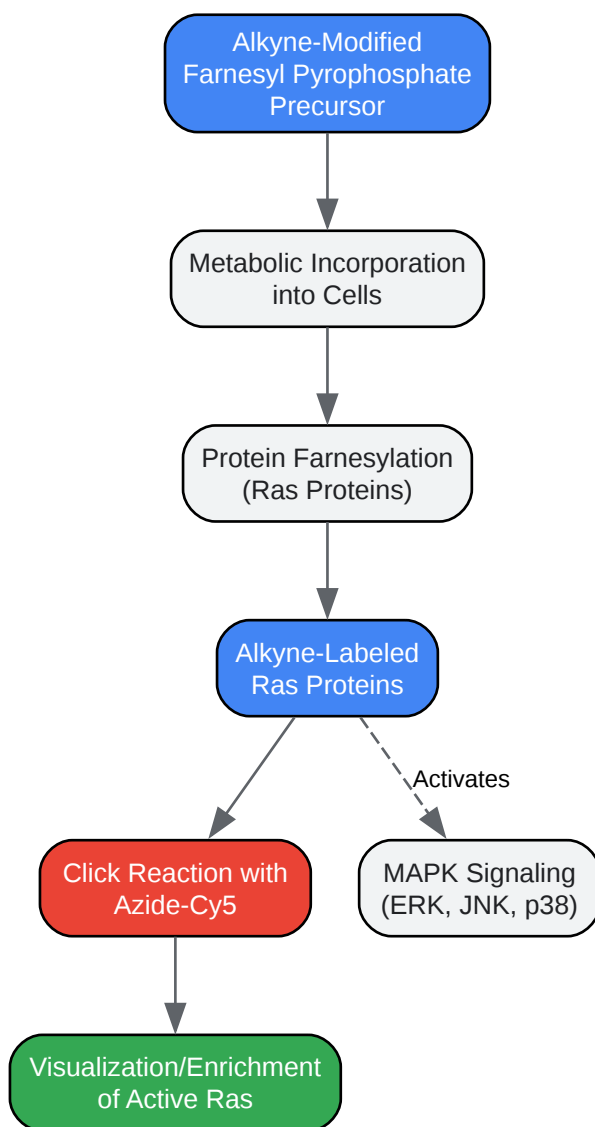 Alkyne-Modified
Farnesyl Pyrophosphate
Precursor
Metabolic Incorporation
into Cells
Protein Farnesylation
(Ras Proteins)
Alkyne-Labeled
Ras Proteins
Activates
Click Reaction with
Azide-Cy5
MAPK Signaling
(ERK, JNK, p38)
Visualization/Enrichment
of Active Ras